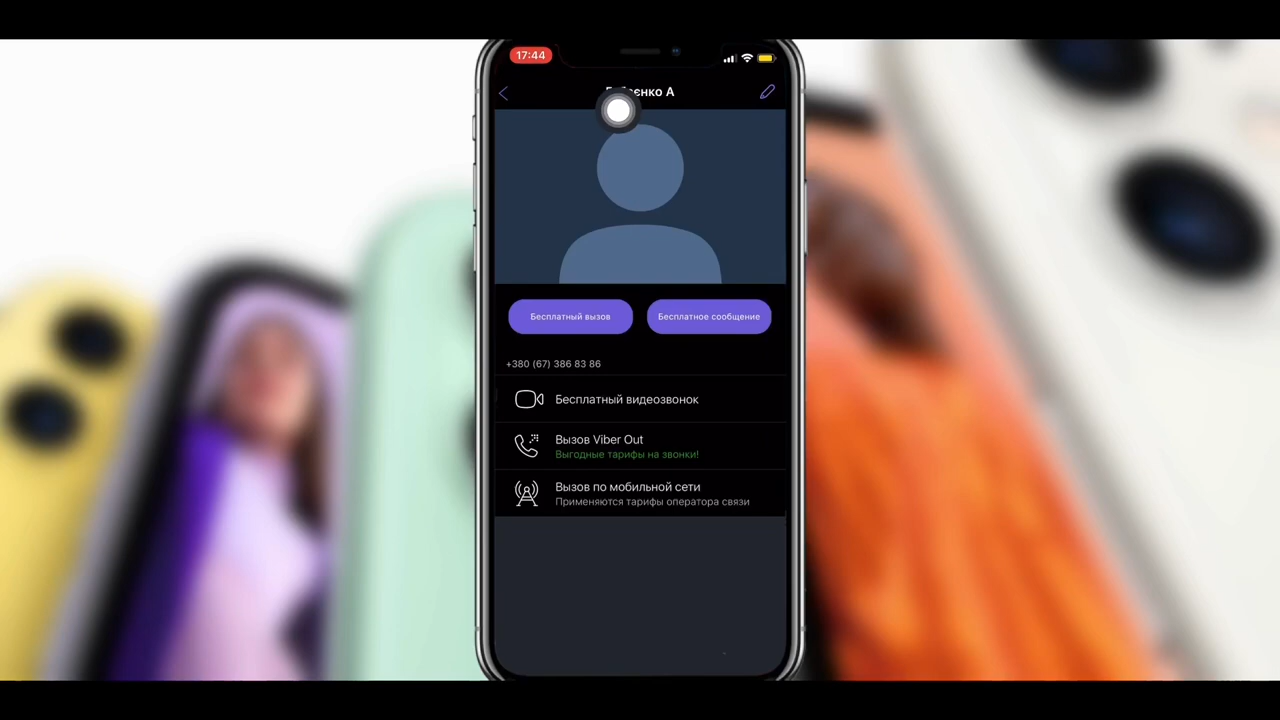 17:44
А
Бесплатный вызов
Бесплатное сообщение
+380 (67) 386 83 86
Бесплатный видеозвонок
Вызов Viber Out
Выгодные тарифы на звонки!
Вызов по мобильной сети
Применяются тарифы оператора связи